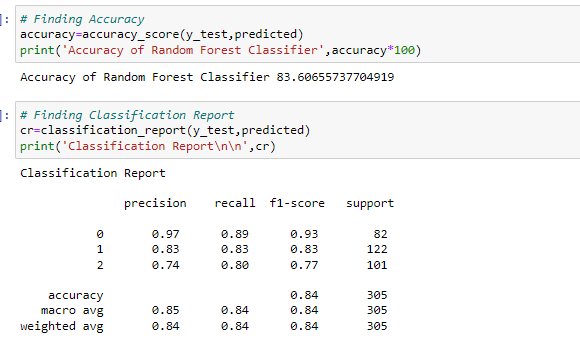 ]: # Finding Accuracy
accuracy=accuracy_score(y_test,predicted)
print('Accuracy of Random Forest Classifier',accuracy*100)
Accuracy of Random Forest Classifier 83.60655737704919
]: # Finding Classification Report
cr=classification_report(y_test,predicted)
print('Classification Report\n\n',cr)
Classification Report
precision recall f1-score support
0 0.97 0.89 0.93 82
1 0.83 0.83 0.83 122
2 0.74 0.80 0.77 101
accuracy 0.84 305
macro avg 0.85 0.84 0.84 305
weighted avg 0.84 0.84 0.84 305